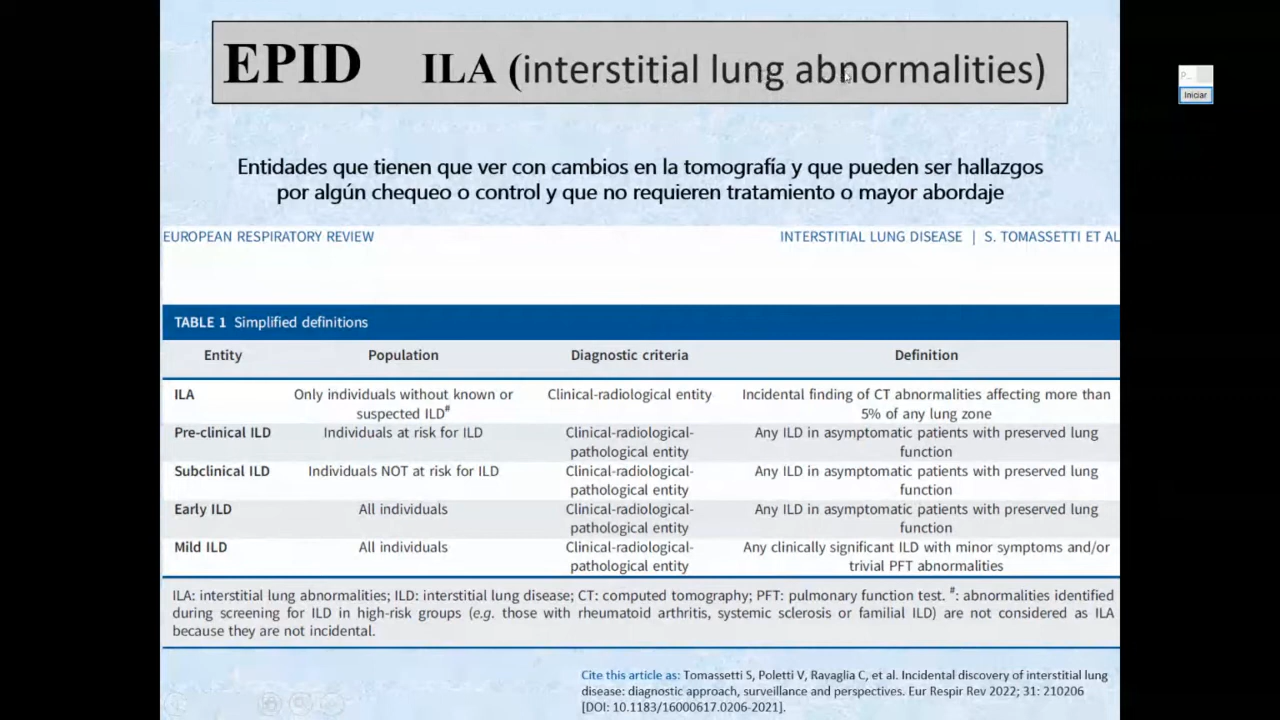 EPID ILA (interstitial lung abnormalities)
P...
Iniciar
Entidades que tienen que ver con cambios en la tomografía y que pueden ser hallazgos
por algún chequeo o control y que no requieren tratamiento o mayor abordaje
EUROPEAN RESPIRATORY REVIEW INTERSTITIAL LUNG DISEASE | S. TOMASSETTI ET AL
TABLE 1 Simplified definitions
Entity Population Diagnostic criteria Definition
ILA Only individuals without known or Clinical-radiological entity Incidental finding of CT abnormalities affecting more than
suspected ILD# 5% of any lung zone
Pre-clinical ILD Individuals at risk for ILD Clinical-radiological- Any ILD in asymptomatic patients with preserved lung
pathological entity function
Subclinical ILD Individuals NOT at risk for ILD Clinical-radiological- Any ILD in asymptomatic patients with preserved lung
pathological entity function
Early ILD All individuals Clinical-radiological- Any ILD in asymptomatic patients with preserved lung
pathological entity function
Mild ILD All individuals Clinical-radiological- Any clinically significant ILD with minor symptoms and/or
pathological entity trivial PFT abnormalities
ILA: interstitial lung abnormalities; ILD: interstitial lung disease; CT: computed tomography; PFT: pulmonary function test. #: abnormalities identified
during screening for ILD in high-risk groups (e.g. those with rheumatoid arthritis, systemic sclerosis or familial ILD) are not considered as ILA
because they are not incidental.
Cite this article as: Tomassetti S, Poletti V, Ravaglia C, et al. Incidental discovery of interstitial lung
disease: diagnostic approach, surveillance and perspectives. Eur Respir Rev 2022; 31: 210206
[DOI: 10.1183/16000617.0206-2021].